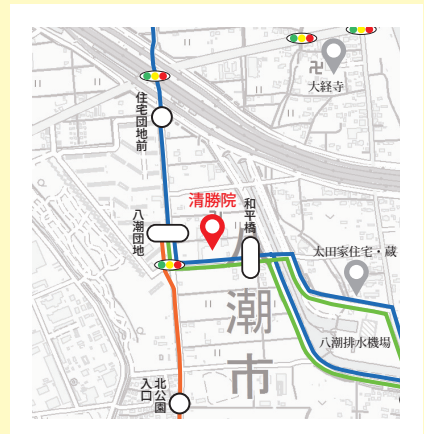 卍
大経寺
住宅団地前
清勝院
八潮団地
和平橋
太田家住宅・蔵
潮市
八潮排水機場
北公園
入口